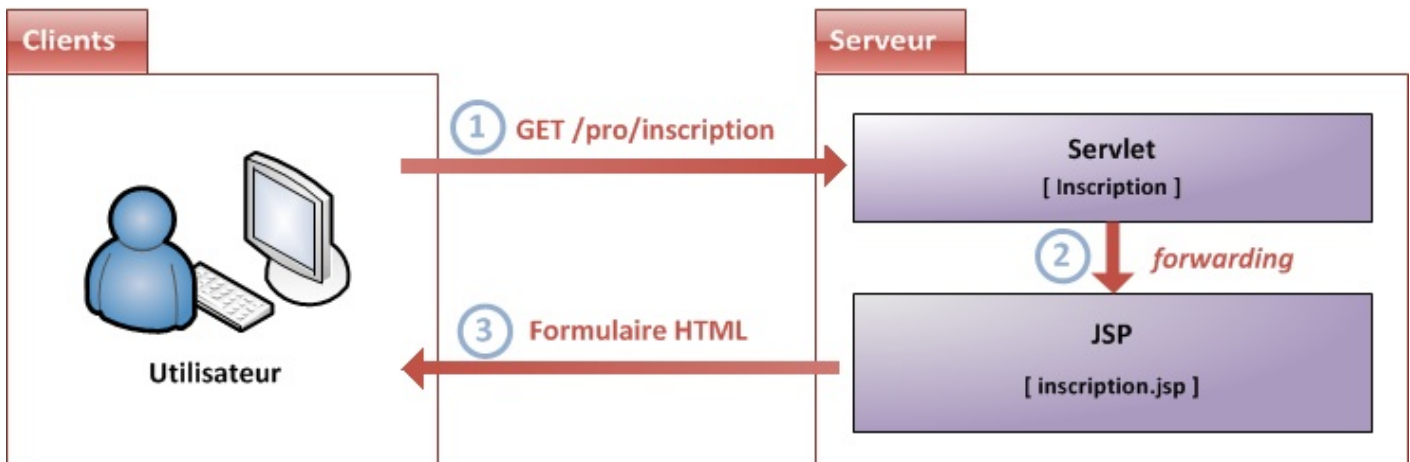 Clients
Serveur
1 GET /pro/inscription
Servlet
[ Inscription ]
2 forwarding
3 Formulaire HTML
JSP
[ inscription.jsp ]
Utilisateur